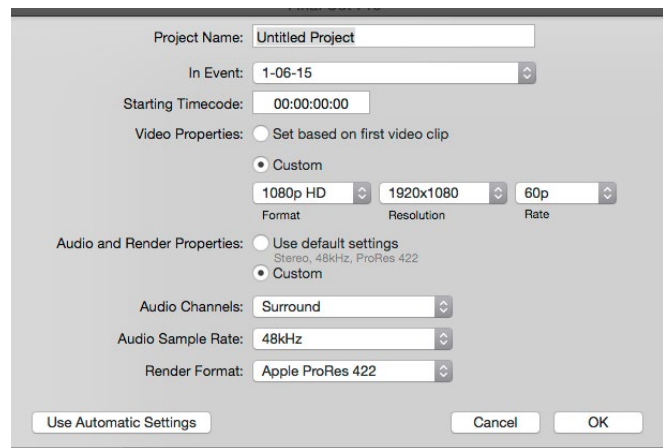 Project Name: Untitled Project
In Event: 1-06-15
Starting Timecode: 00:00:00:00
Video Properties: Set based on first video clip
Custom
1080p HD 1920x1080 60p
Format Resolution Rate
Audio and Render Properties: Use default settings
Stereo, 48kHz, ProRes 422
Custom
Audio Channels: Surround
Audio Sample Rate: 48kHz
Render Format: Apple ProRes 422
Use Automatic Settings Cancel OK